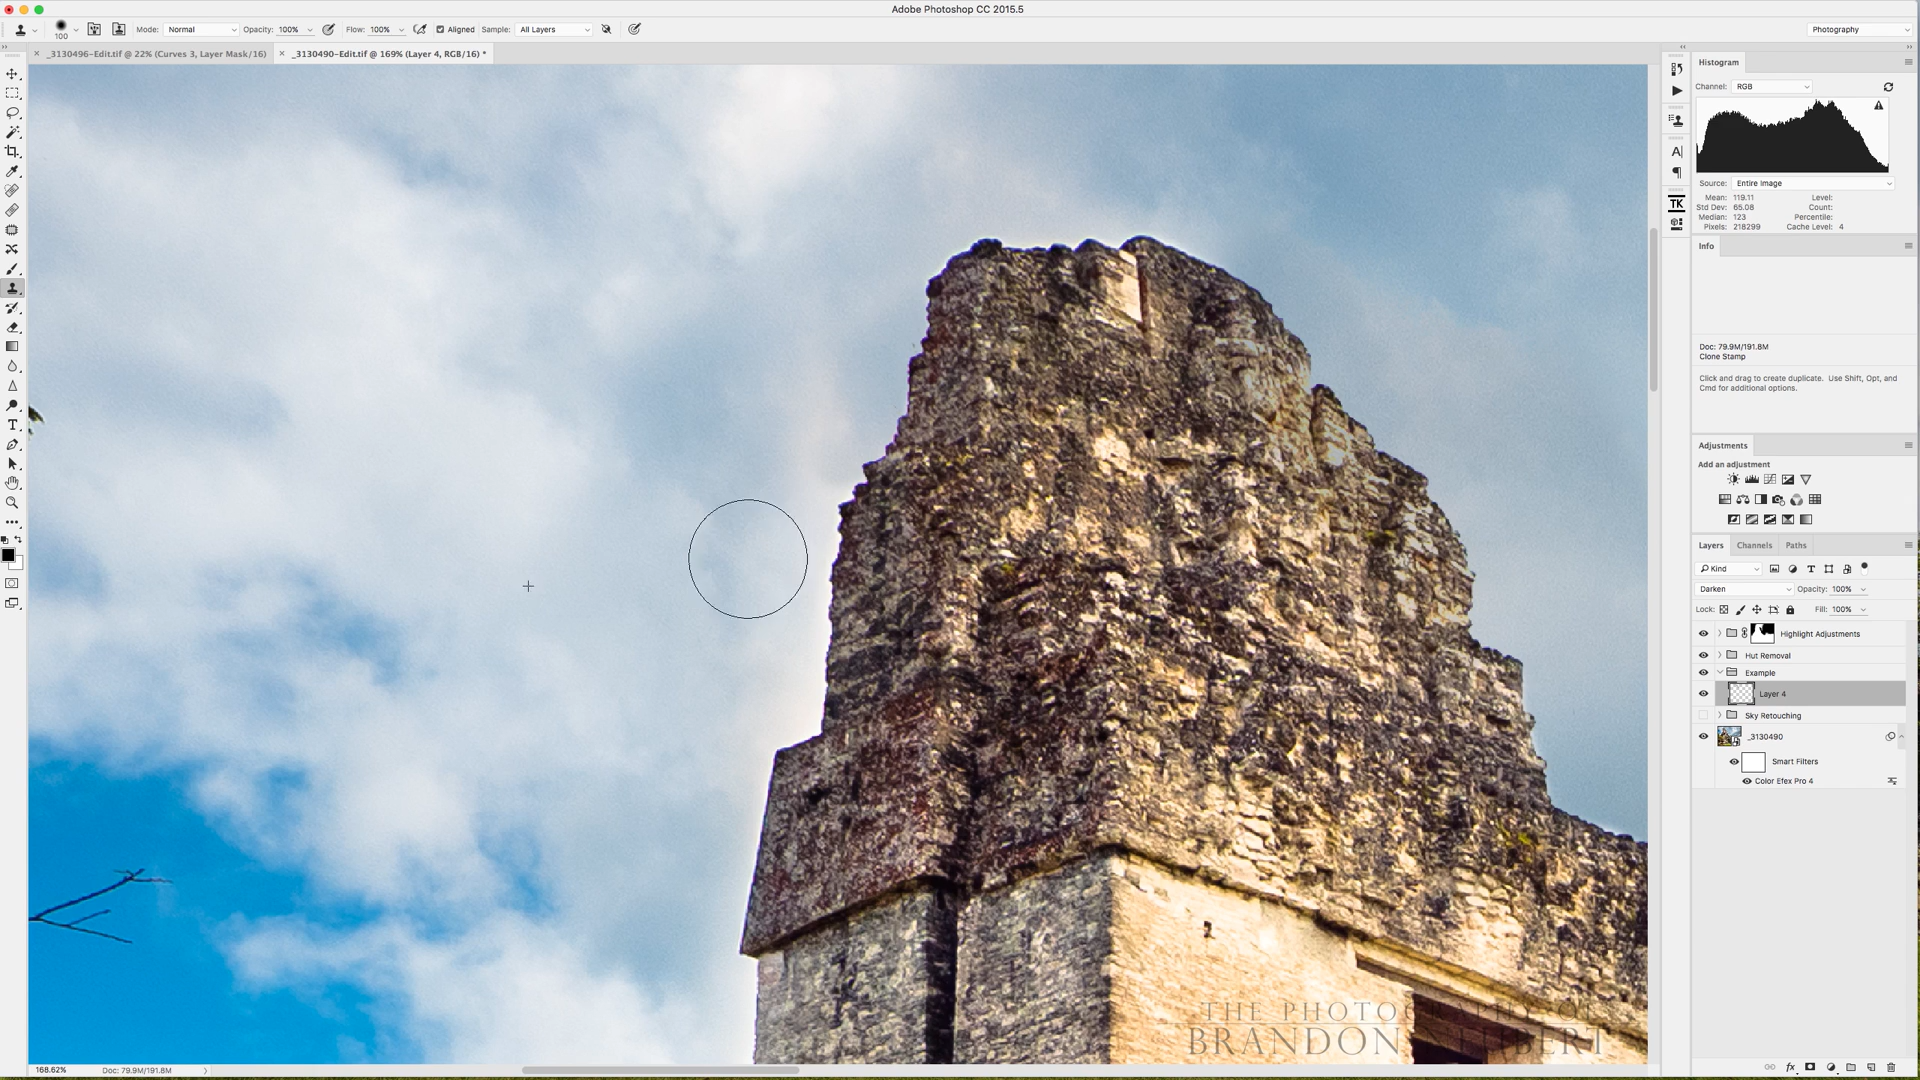 Adobe Photoshop CC 2015.5
100 Mode: Normal Opacity: 100% Flow: 100% Aligned Sample: All Layers Photography
_3130496-Edit.tif @ 22% (Curves 3, Layer Mask/16) _3130490-Edit.tif @ 169% (Layer 4, RGB/16) *
Histogram
Channel: RGB
Source: Entire Image
Mean: 119.11 Level:
Std Dev: 65.08 Count:
Median: 123 Percentile:
Pixels: 218299 Cache Level: 4
Info
Doc: 79.9M/191.8M
Clone Stamp
Click and drag to create duplicate. Use Shift, Opt, and
Cmd for additional options.
Adjustments
Add an adjustment
Layers Channels Paths
Kind
Darken Opacity: 100%
Lock: Fill: 100%
Highlight Adjustments
Hut Removal
Example
Layer 4
Sky Retouching
_3130490
Smart Filters
Color Efex Pro 4
TK
THE PHOTOGRAPHY OF
BRANDON
168.62% Doc: 79.9M/191.8M